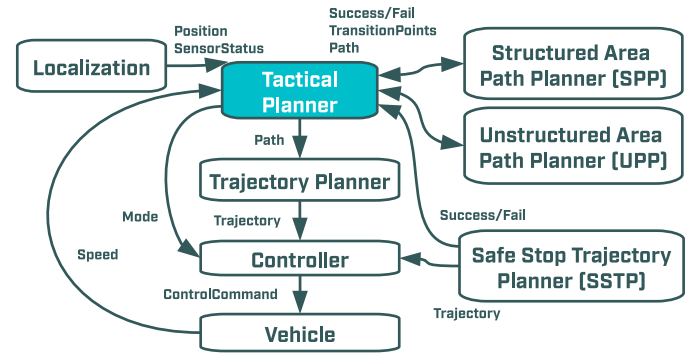 Position
SensorStatus
Success/Fail
TransitionPoints
Path
Localization
Tactical
Planner
Structured Area
Path Planner (SPP)
Unstructured Area
Path Planner (UPP)
Path
Trajectory Planner
Mode
Trajectory
Success/Fail
Speed
Controller
Safe Stop Trajectory
Planner (SSTP)
ControlCommand
Trajectory
Vehicle